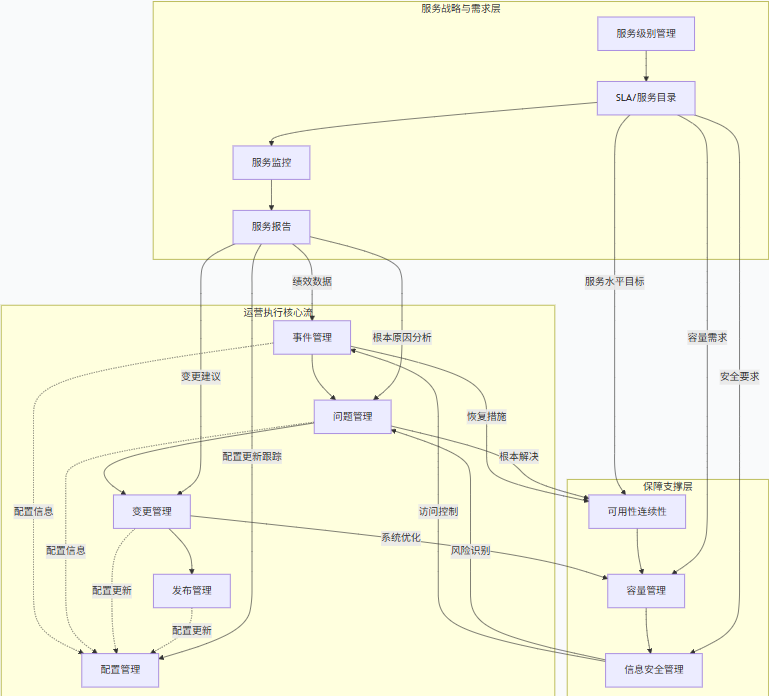 服务战略与需求层
服务级别管理
SLA/服务目录
服务监控
服务报告
绩效数据
服务水平目标
运营执行核心流
事件管理
根本原因分析
容量需求
变更建议
安全要求
问题管理
恢复措施
配置更新跟踪
根本解决
保障支撑层
配置信息
变更管理
访问控制
可用性连续性
系统优化
配置信息
风险识别
配置更新
发布管理
容量管理
配置更新
配置管理
信息安全管理